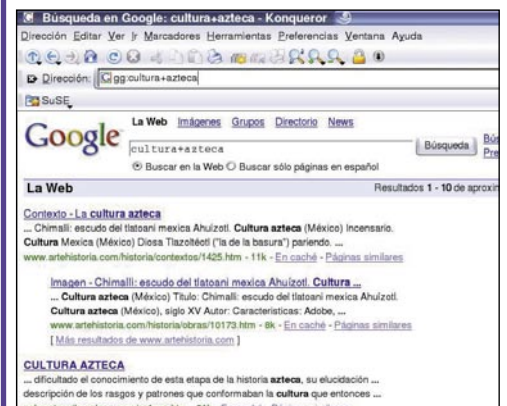 Búsqueda en Google: cultura+azteca - Konqueror
Dirección Editar Ver Ir Marcadores Herramientas Preferencias Ventana Ayuda
Dirección: gg:cultura+azteca
SuSE
Google
La Web Imágenes Grupos Directorio News
cultura+azteca Búsqueda
Buscar en la Web Buscar sólo páginas en español
La Web Resultados 1 - 10 de
Contexto - La cultura azteca
... Chimalli: escudo del tlatoani mexica Ahuízotl. Cultura azteca (México) Incensario.
Cultura Mexica (México) Diosa Tlazoltéotl ("la de la basura") pariendo. ...
www.artehistoria.com/historia/contextos/1425.htm - 11k - En caché - Páginas similares
Imagen - Chimalli: escudo del tlatoani mexica Ahuízotl. Cultura ...
... Cultura azteca (México) Título: Chimalli: escudo del tlatoani mexica Ahuízotl.
Cultura azteca (México), siglo XV Autor: Características: Adobe, ...
www.artehistoria.com/historia/obras/10173.htm - 8k - En caché - Páginas similares
[ Más resultados de www.artehistoria.com ]
CULTURA AZTECA
... dificultado el conocimiento de esta etapa de la historia azteca, su elucidación ...
descripción de los rasgos y patrones que conformaban la cultura que entonces ...